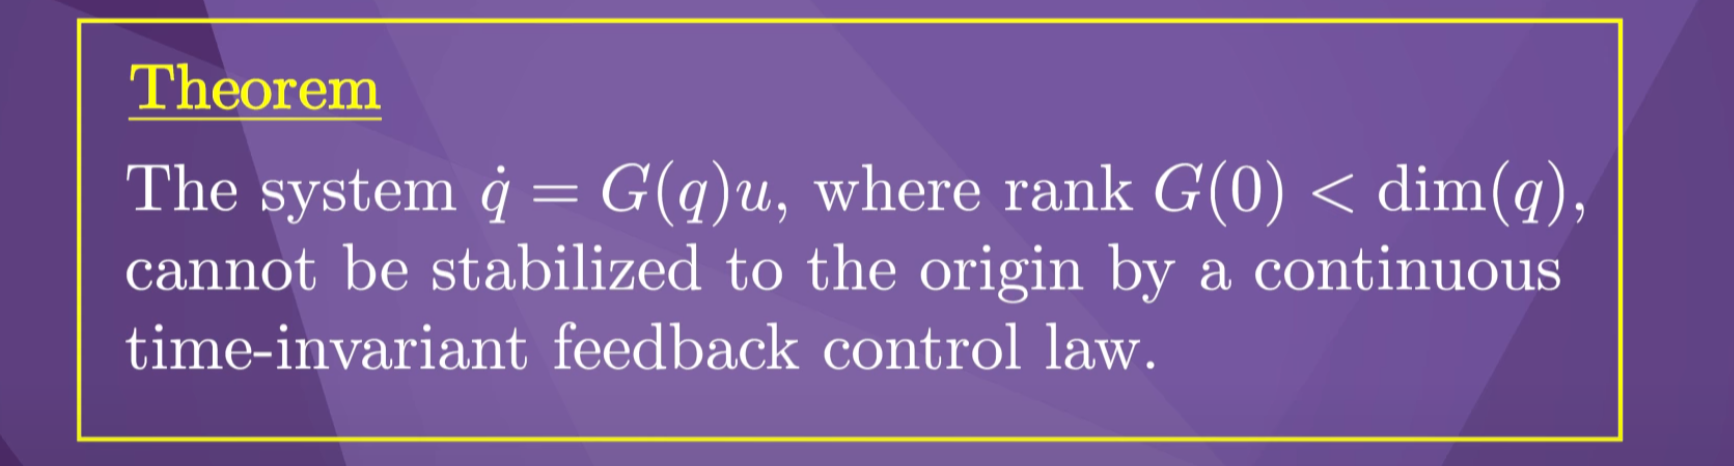 Theorem
The system q̇ = G(q)u, where rank G(0) < dim(q),
cannot be stabilized to the origin by a continuous
time-invariant feedback control law.